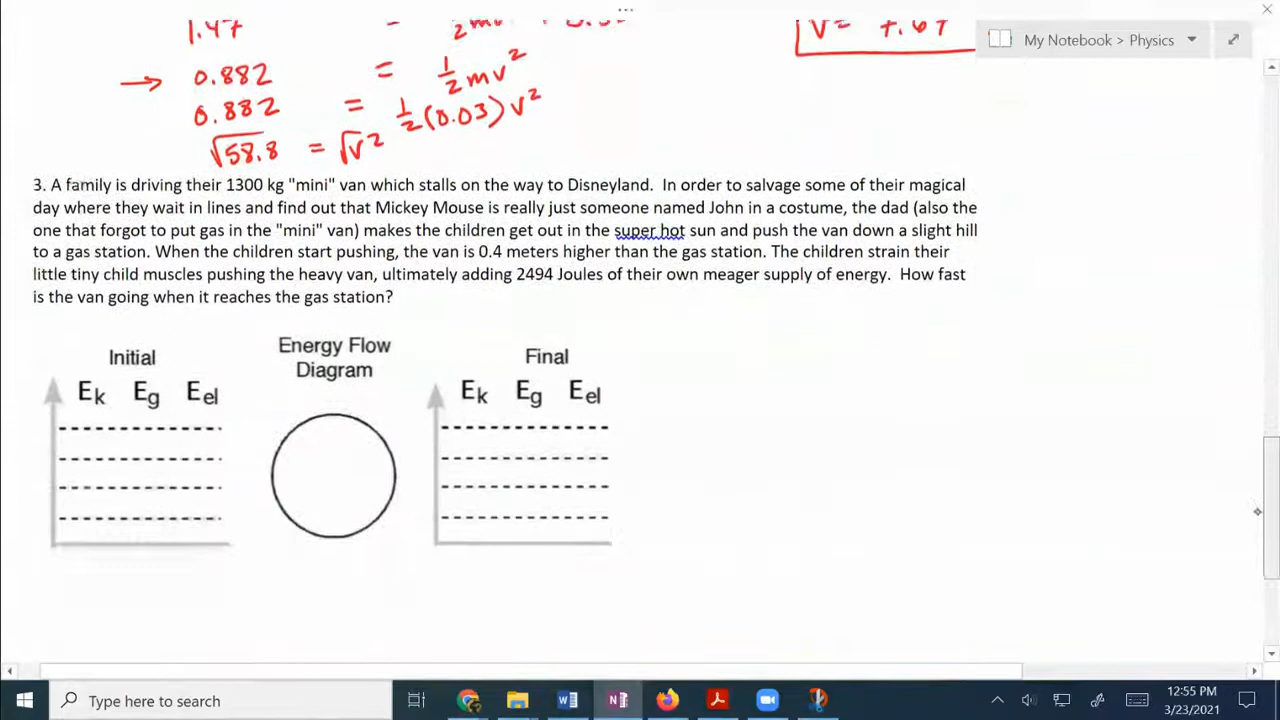 1.47 = ½mv
v = 7.67
My Notebook > Physics
→ 0.882 = ½mv²
0.882 = ½(0.03)v²
√58.8 = √v²
3. A family is driving their 1300 kg "mini" van which stalls on the way to Disneyland. In order to salvage some of their magical
day where they wait in lines and find out that Mickey Mouse is really just someone named John in a costume, the dad (also the
one that forgot to put gas in the "mini" van) makes the children get out in the super hot sun and push the van down a slight hill
to a gas station. When the children start pushing, the van is 0.4 meters higher than the gas station. The children strain their
little tiny child muscles pushing the heavy van, ultimately adding 2494 Joules of their own meager supply of energy. How fast
is the van going when it reaches the gas station?
Initial
Energy Flow
Diagram
Final
Ek Eg Eel
Ek Eg Eel
Type here to search
12:55 PM
3/23/2021